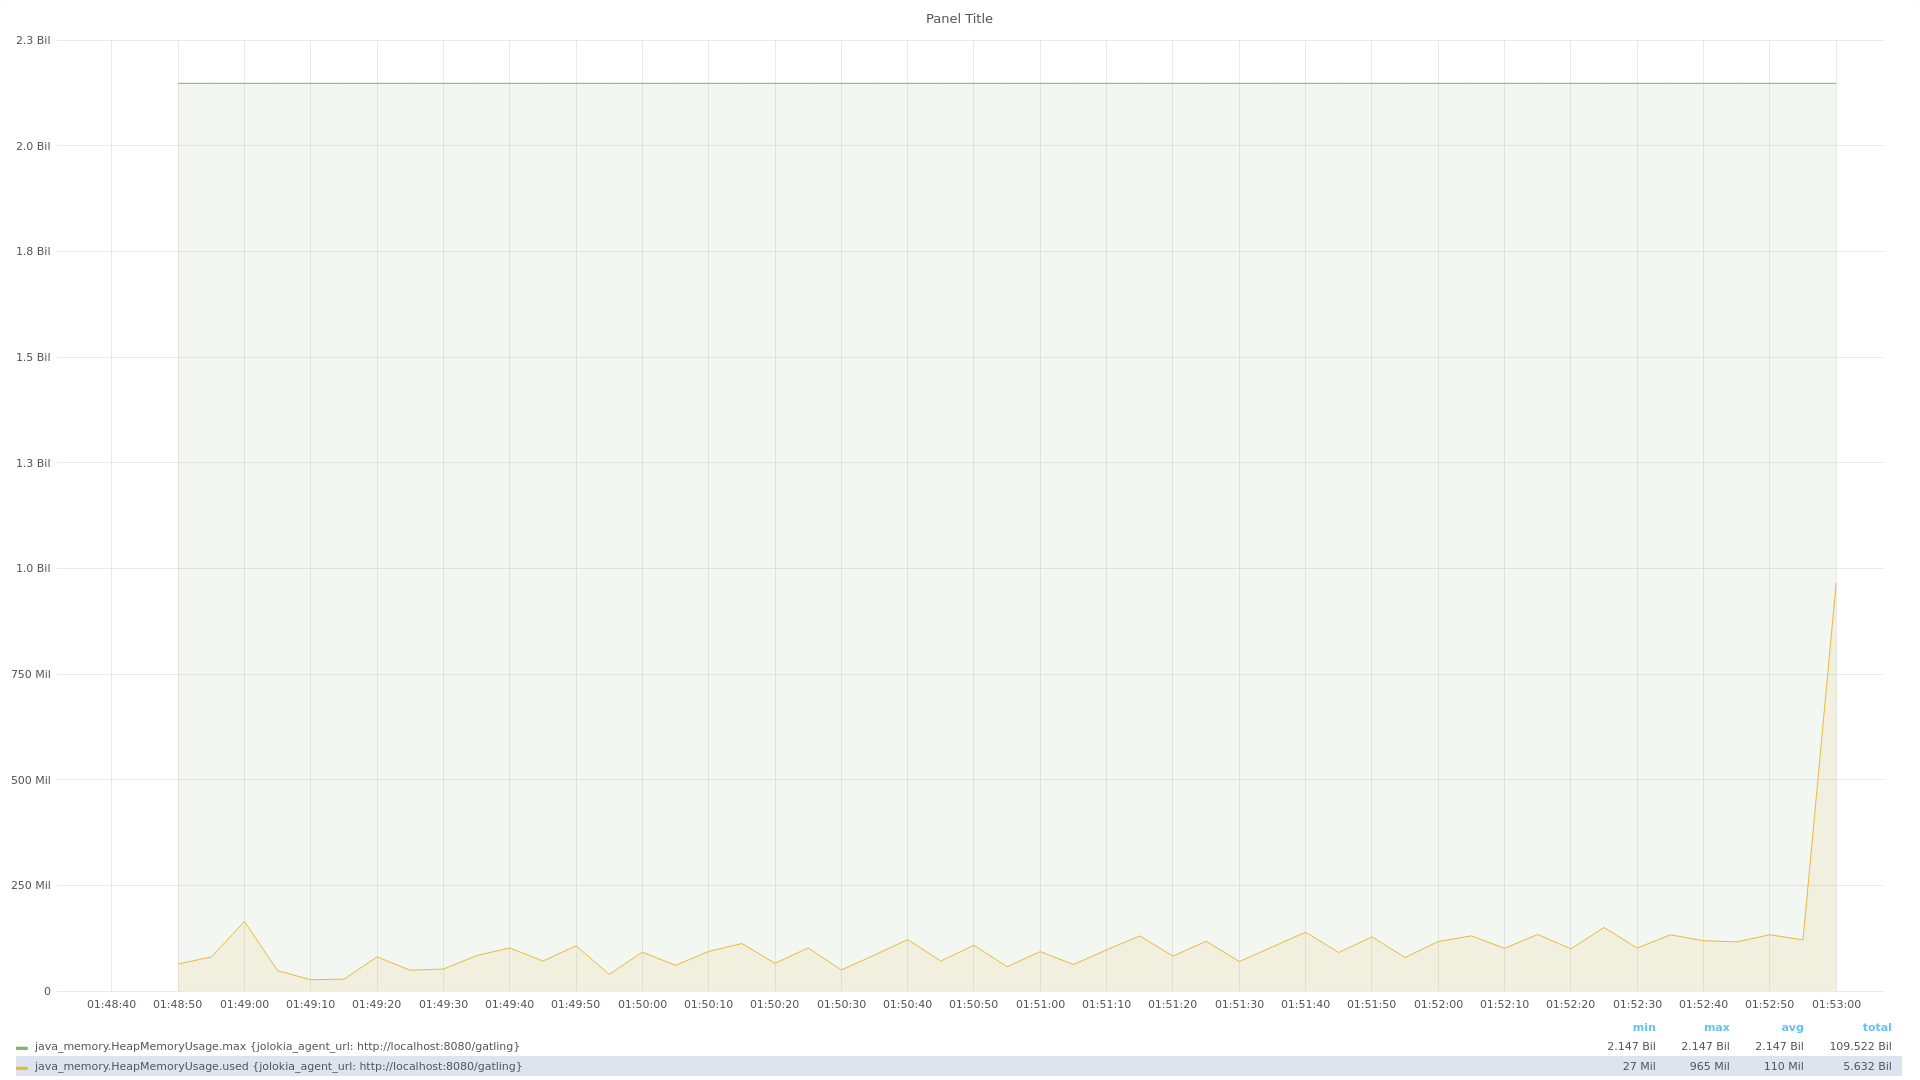 Panel Title
2.3 Bil
2.0 Bil
1.8 Bil
1.5 Bil
1.3 Bil
1.0 Bil
750 Mil
500 Mil
250 Mil
0
01:48:40 01:48:50 01:49:00 01:49:10 01:49:20 01:49:30 01:49:40 01:49:50 01:50:00 01:50:10 01:50:20 01:50:30 01:50:40 01:50:50 01:51:00 01:51:10 01:51:20 01:51:30 01:51:40 01:51:50 01:52:00 01:52:10 01:52:20 01:52:30 01:52:40 01:52:50 01:53:00
min max avg total
java_memory.HeapMemoryUsage.max {jolokia_agent_url: http://localhost:8080/gatling} 2.147 Bil 2.147 Bil 2.147 Bil 109.522 Bil
java_memory.HeapMemoryUsage.used {jolokia_agent_url: http://localhost:8080/gatling} 27 Mil 965 Mil 110 Mil 5.632 Bil